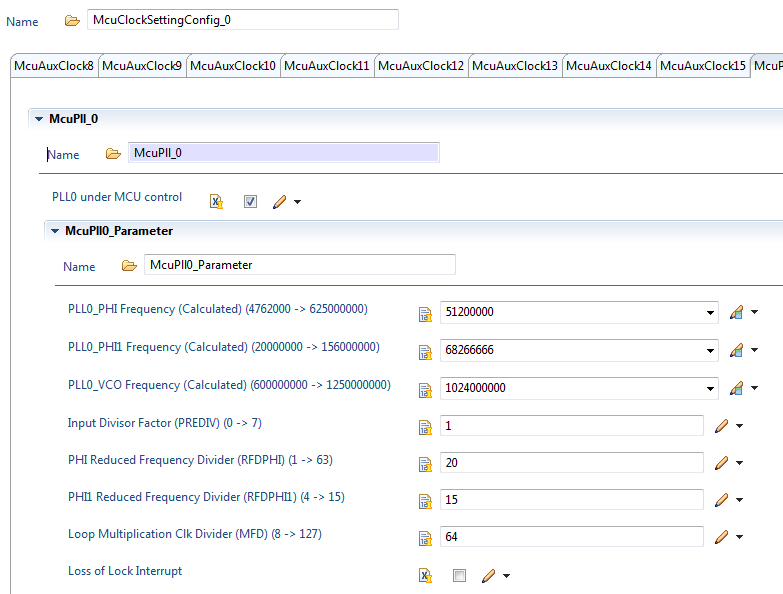 Name McuClockSettingConfig_0
McuAuxClock8 McuAuxClock9 McuAuxClock10 McuAuxClock11 McuAuxClock12 McuAuxClock13 McuAuxClock14 McuAuxClock15 McuP
McuPll_0
Name McuPll_0
PLL0 under MCU control
McuPll0_Parameter
Name McuPll0_Parameter
PLL0_PHI Frequency (Calculated) (4762000 -> 625000000) 51200000
PLL0_PHI1 Frequency (Calculated) (20000000 -> 156000000) 68266666
PLL0_VCO Frequency (Calculated) (600000000 -> 1250000000) 1024000000
Input Divisor Factor (PREDIV) (0 -> 7) 1
PHI Reduced Frequency Divider (RFDPHI) (1 -> 63) 20
PHI1 Reduced Frequency Divider (RFDPHI1) (4 -> 15) 15
Loop Multiplication Clk Divider (MFD) (8 -> 127) 64
Loss of Lock Interrupt